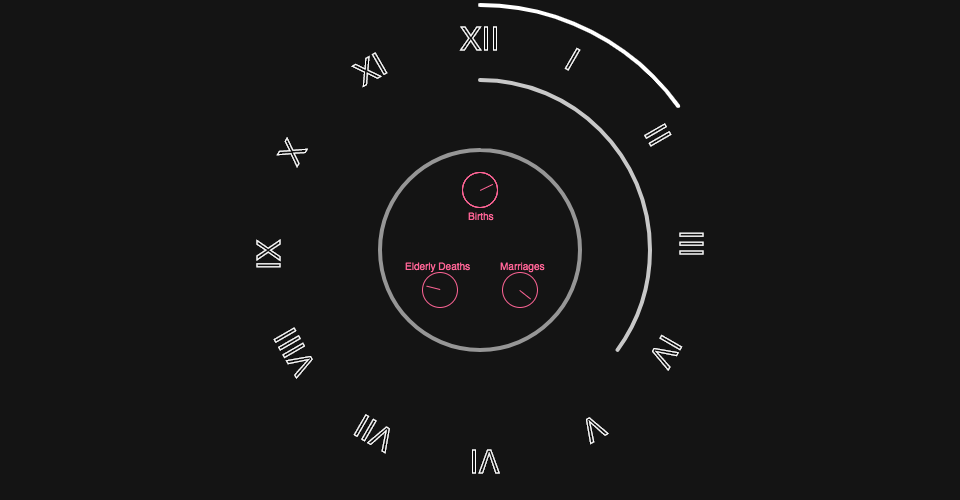 XII
I
II
III
IV
V
VI
VII
VIII
IX
X
XI
Births
Elderly Deaths
Marriages